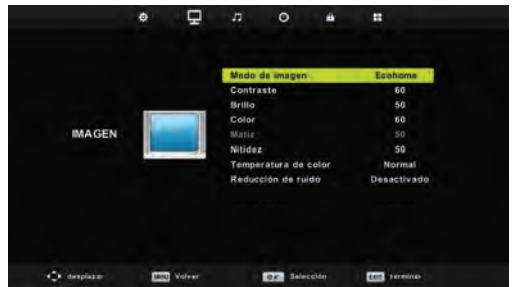 Modo de imagen Ecohome
Contraste 60
Brillo 50
Color 60
Matiz 50
IMAGEN
Nitidez 50
Temperatura de color Normal
Reducción de ruido Desactivado
desplazar MENU Volver OK Selección EXIT terminar